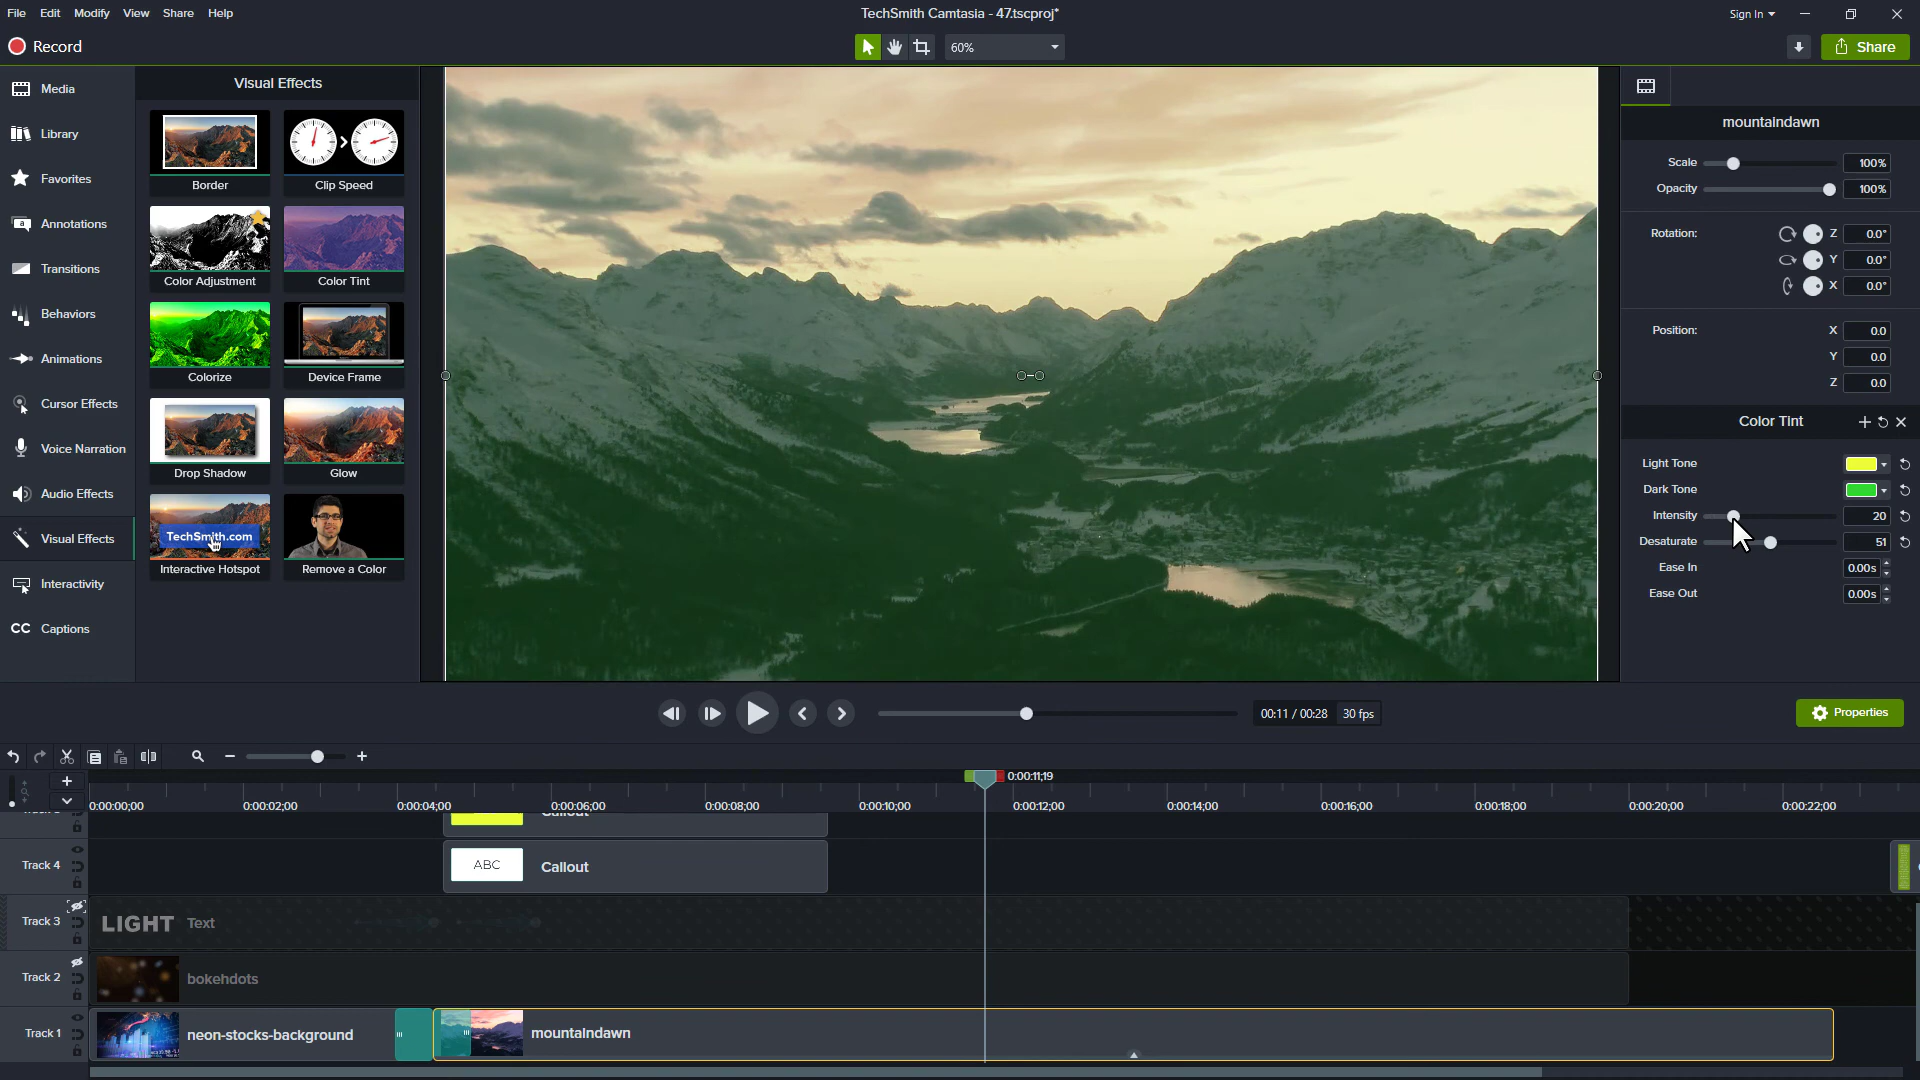 File Edit Modify View Share Help
TechSmith Camtasia - 47.tscproj*
Sign In
Record
60%
Share
Media
Library
Favorites
Annotations
Transitions
Behaviors
Animations
Cursor Effects
Voice Narration
Audio Effects
Visual Effects
Interactivity
CC Captions
Visual Effects
Border
Clip Speed
Color Adjustment
Color Tint
Colorize
Device Frame
Drop Shadow
Glow
TechSmith.com
Interactive Hotspot
Remove a Color
mountaindawn
Scale 100%
Opacity 100%
Rotation: Z 0.0°
Y 0.0°
X 0.0°
Position: X 0.0
Y 0.0
Z 0.0
Color Tint
Light Tone
Dark Tone
Intensity 20
Desaturate 51
Ease In 0.00s
Ease Out 0.00s
00:11 / 00:28 30 fps
Properties
0:00:11;19
0:00:00;00 0:00:02;00 0:00:04;00 0:00:06;00 0:00:08;00 0:00:10;00 0:00:12;00 0:00:14;00 0:00:16;00 0:00:18;00 0:00:20;00 0:00:22;00
Callout
Track 4 ABC Callout
Track 3 LIGHT Text
Track 2 bokehdots
Track 1 neon-stocks-background mountaindawn